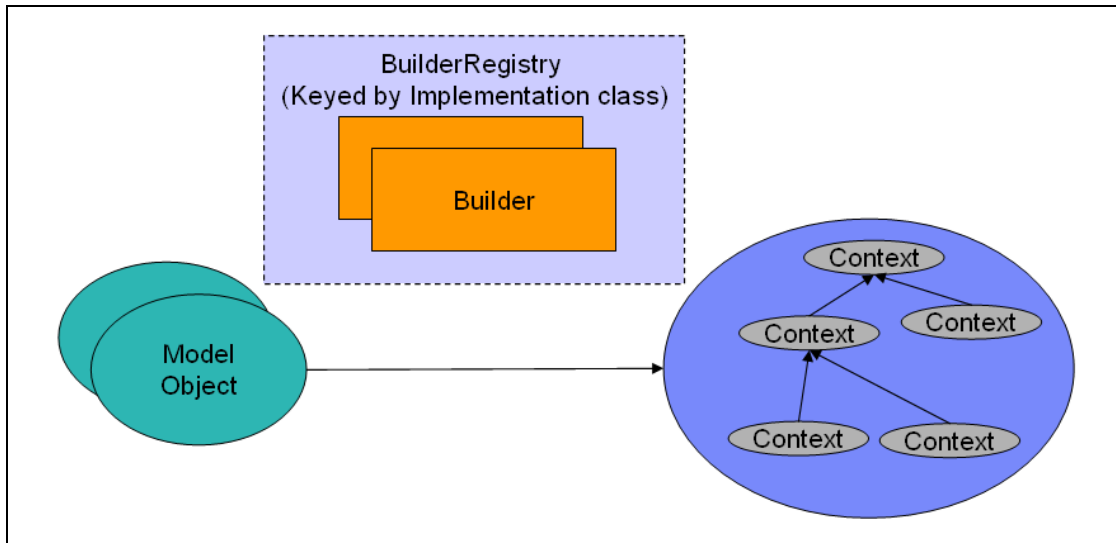 BuilderRegistry
(Keyed by Implementation class)
Builder
Model
Object
Context
Context
Context
Context
Context